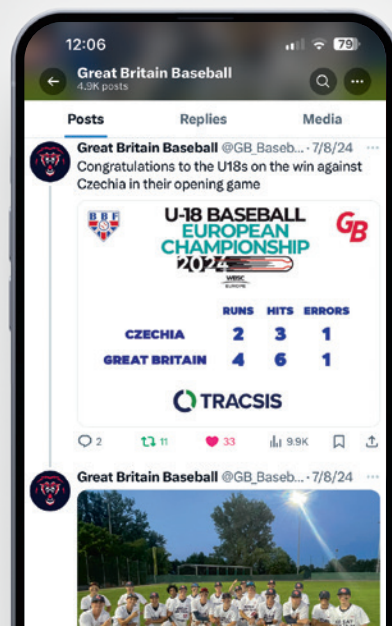 12:06
79
Great Britain Baseball
4.9K posts
Posts Replies Media
Great Britain Baseball @GB_Baseb... · 7/8/24
Congratulations to the U18s on the win against
Czechia in their opening game
BBF
U-18 BASEBALL
EUROPEAN
CHAMPIONSHIP
2024
WBSC
EUROPE
GB
RUNS HITS ERRORS
CZECHIA 2 3 1
GREAT BRITAIN 4 6 1
TRACSIS
2 11 33 9.9K
Great Britain Baseball @GB_Baseb... · 7/8/24